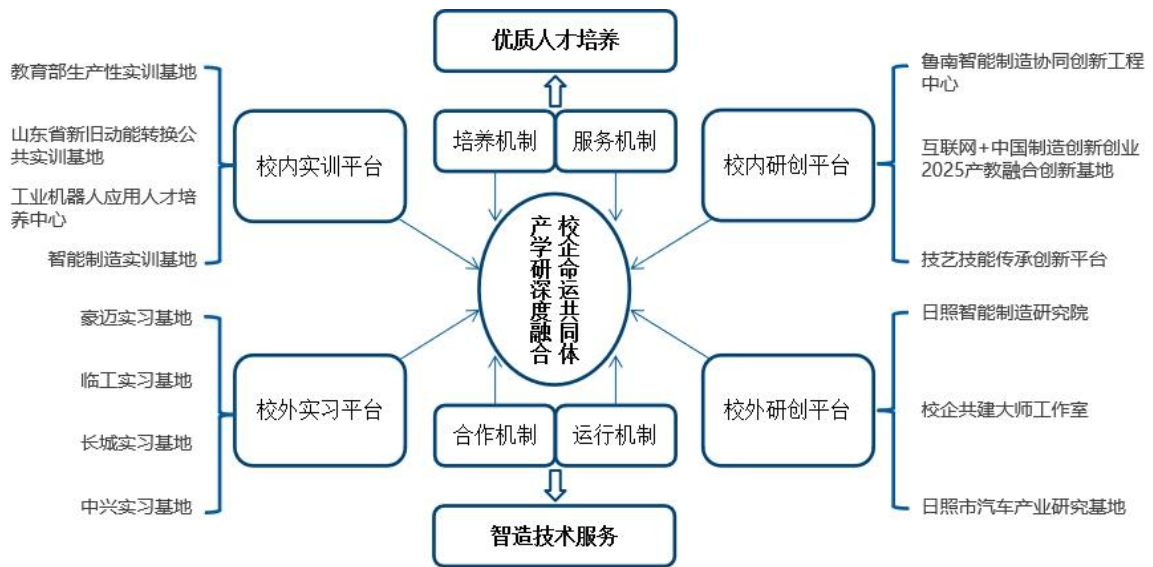 优质人才培养
培养机制
服务机制
教育部生产性实训基地
山东省新旧动能转换公
共实训基地
工业机器人应用人才培
养中心
智能制造实训基地
校内实训平台
校内研创平台
鲁南智能制造协同创新工程
中心
互联网+中国制造创新创业
2025产教融合创新基地
技艺技能传承创新平台
校企命运共同体
产学研深度融合
豪迈实习基地
临工实习基地
长城实习基地
中兴实习基地
校外实习平台
校外研创平台
日照智能制造研究院
校企共建大师工作室
日照市汽车产业研究基地
合作机制
运行机制
智造技术服务